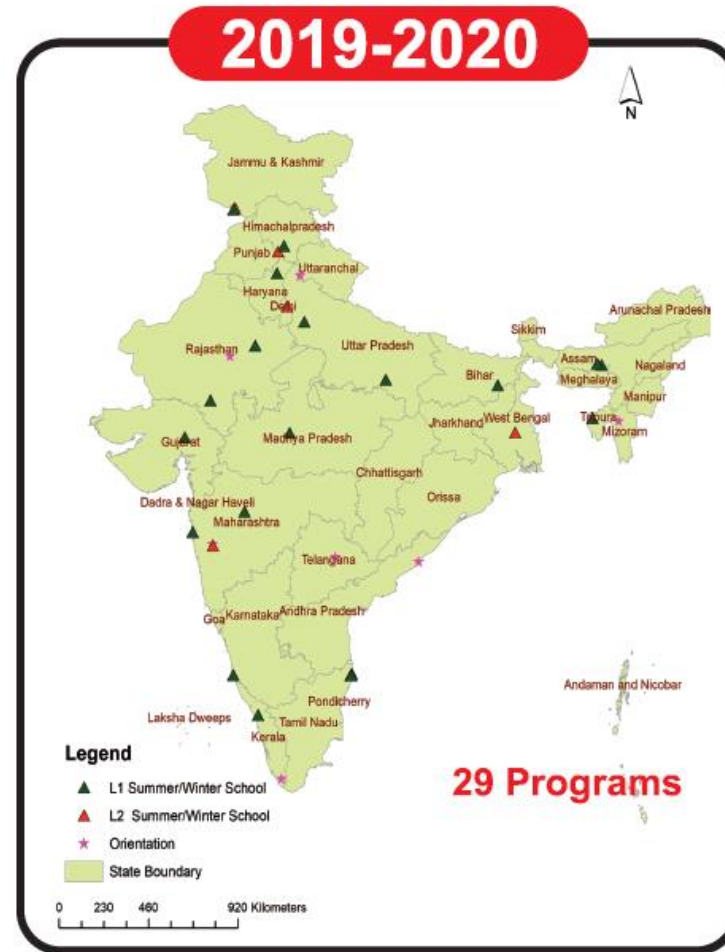 2019-2020
N
Jammu & Kashmir
Himachalpradesh
Punjab
Uttaranchal
Haryana
Delhi
Arunachal Pradesh
Sikkim
Rajasthan
Uttar Pradesh
Assam
Nagaland
Bihar
Meghalaya
Manipur
Jharkhand
West Bengal
Tripura
Mizoram
Gujarat
Madhya Pradesh
Chhattisgarh
Orissa
Dadra & Nagar Haveli
Maharashtra
Telangana
Goa
Karnataka
Andhra Pradesh
Andaman and Nicobar
Pondicherry
Laksha Dweeps
Tamil Nadu
Kerala
Legend
L1 Summer/Winter School
L2 Summer/Winter School
Orientation
State Boundary
29 Programs
0 230 460 920 Kilometers